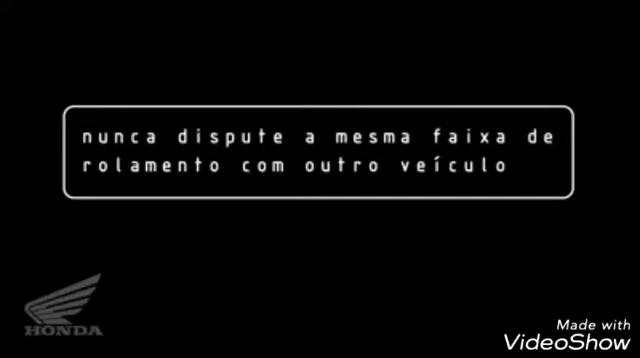 nunca dispute a mesma faixa de
rolamento com outro veículo
HONDA
Made with
VideoShow